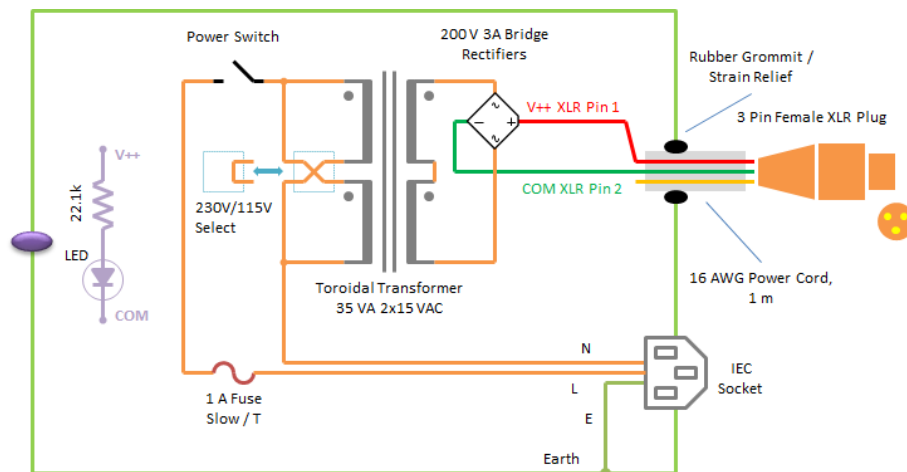 Power Switch
200 V 3A Bridge
Rectifiers
Rubber Grommit /
Strain Relief
V++ XLR Pin 1
3 Pin Female XLR Plug
V++
22.1k
LED
COM
230V/115V
Select
COM XLR Pin 2
~
−
+
~
Toroidal Transformer
35 VA 2x15 VAC
16 AWG Power Cord,
1 m
N
L
E
IEC
Socket
1 A Fuse
Slow / T
Earth